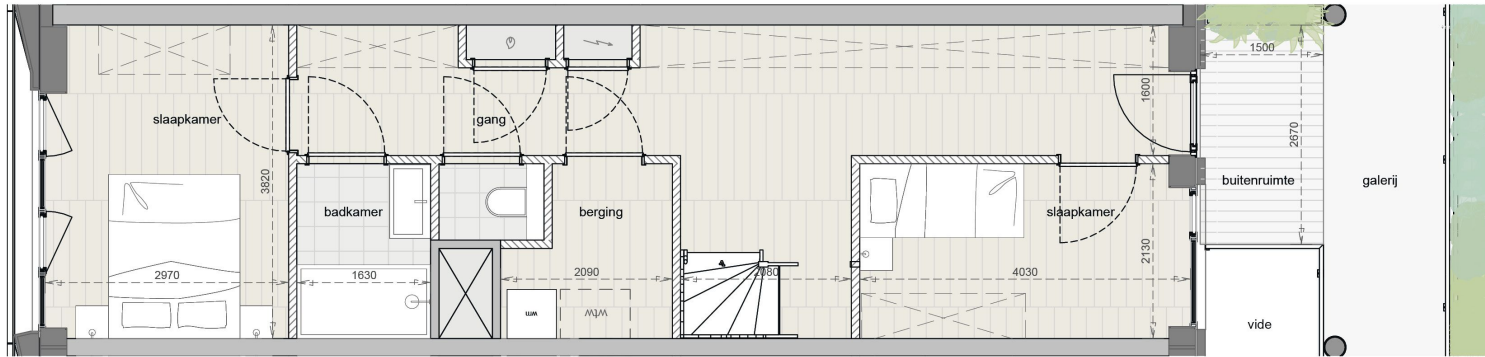 1500
slaapkamer
gang
1600
2670
3820
badkamer
berging
slaapkamer
buitenruimte
galerij
2970
1630
2090
2080
4030
2130
wm
WTW
vide